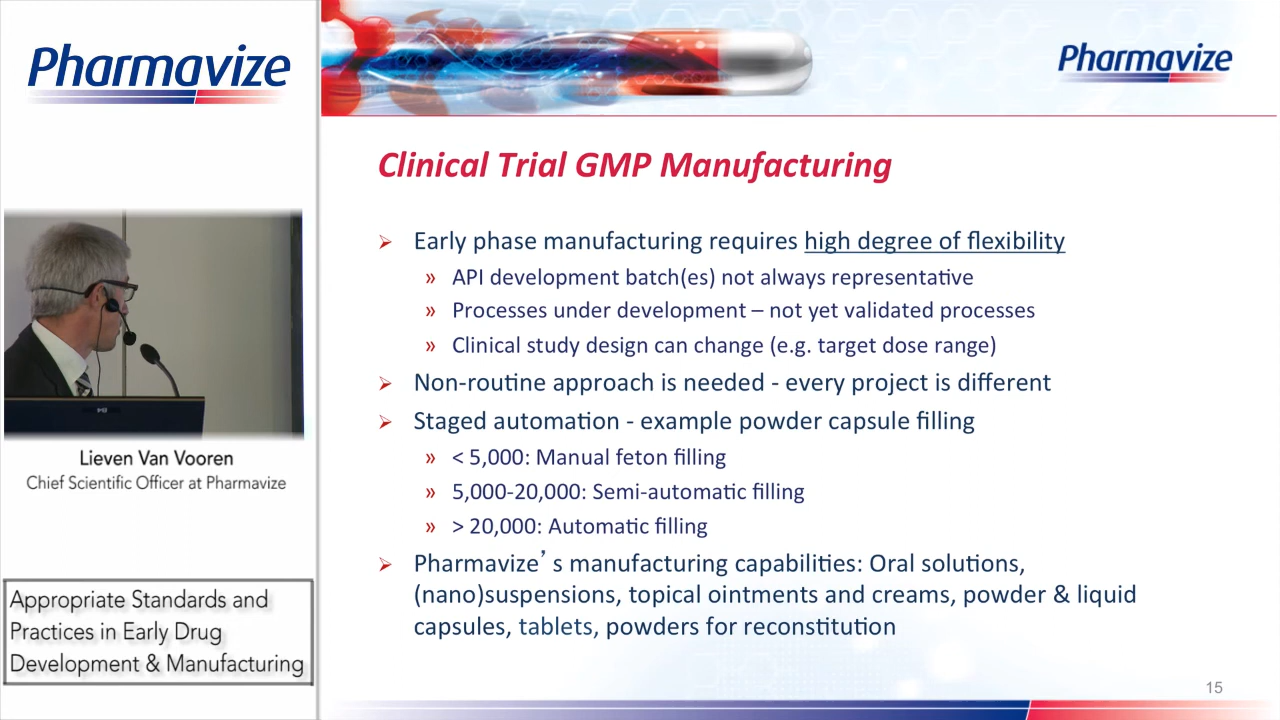 Pharmavize
Pharmavize
Clinical Trial GMP Manufacturing
➢ Early phase manufacturing requires high degree of flexibility
» API development batch(es) not always representative
» Processes under development – not yet validated processes
» Clinical study design can change (e.g. target dose range)
➢ Non-routine approach is needed - every project is different
➢ Staged automation - example powder capsule filling
» < 5,000: Manual feton filling
» 5,000-20,000: Semi-automatic filling
» > 20,000: Automatic filling
➢ Pharmavize’s manufacturing capabilities: Oral solutions,
(nano)suspensions, topical ointments and creams, powder & liquid
capsules, tablets, powders for reconstitution
15
Lieven Van Vooren
Chief Scientific Officer at Pharmavize
Appropriate Standards and
Practices in Early Drug
Development & Manufacturing